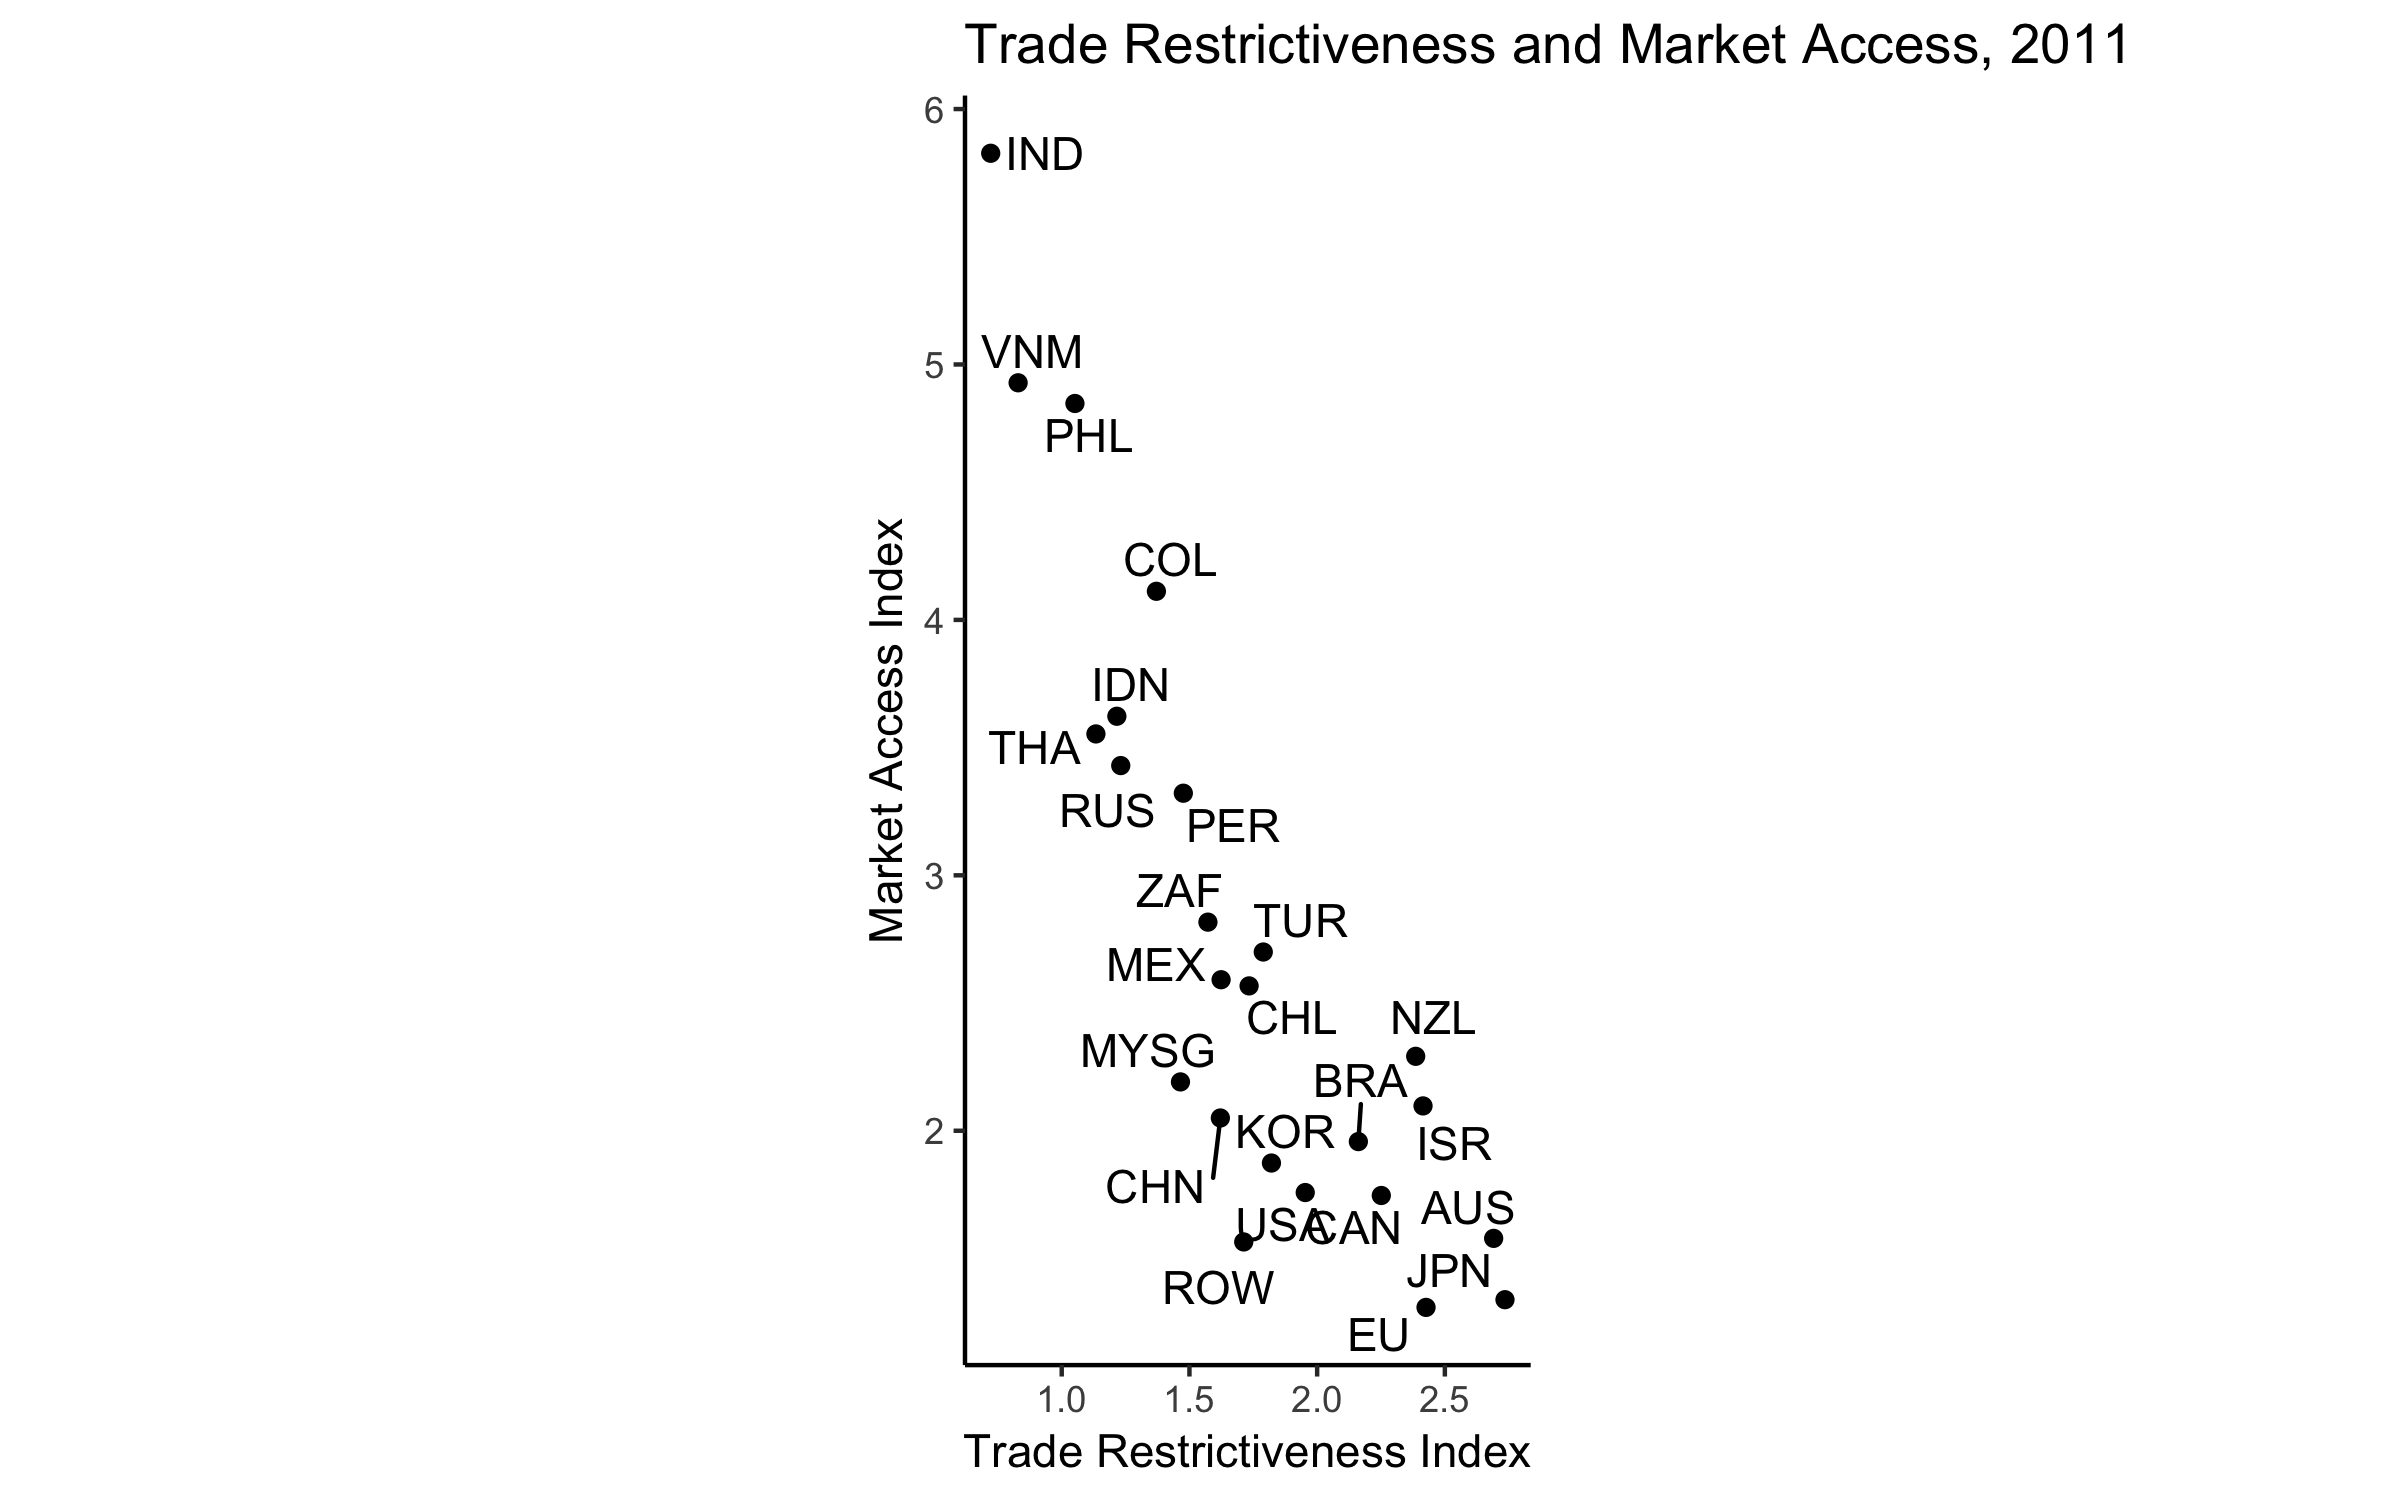 Trade Restrictiveness and Market Access, 2011
6
IND
VNM
5
PHL
COL
4
IDN
THA
RUS
PER
3
ZAF
TUR
MEX
CHL
NZL
MYSG
BRA
2
KOR
ISR
CHN
AUS
USA
CAN
JPN
ROW
EU
Market Access Index
1.0 1.5 2.0 2.5
Trade Restrictiveness Index